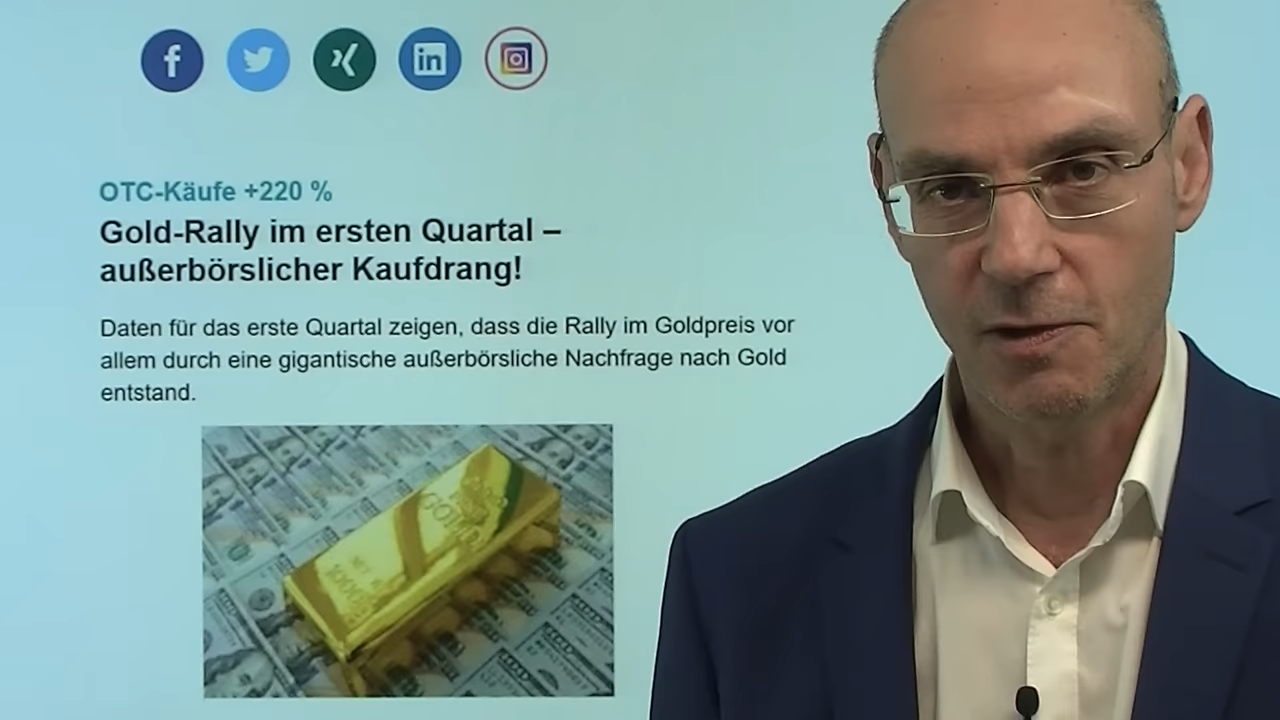 OTC-Käufe +220 %
Gold-Rally im ersten Quartal –
außerbörslicher Kaufdrang!
Daten für das erste Quartal zeigen, dass die Rally im Goldpreis vor
allem durch eine gigantische außerbörsliche Nachfrage nach Gold
entstand.
GOLD